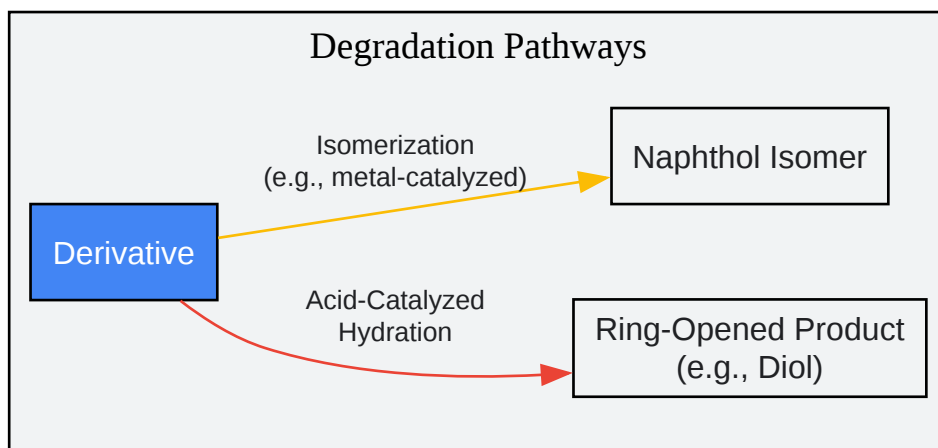 Degradation Pathways
Isomerization
(e.g., metal-catalyzed)
Naphthol Isomer
Derivative
Acid-Catalyzed
Hydration
Ring-Opened Product
(e.g., Diol)